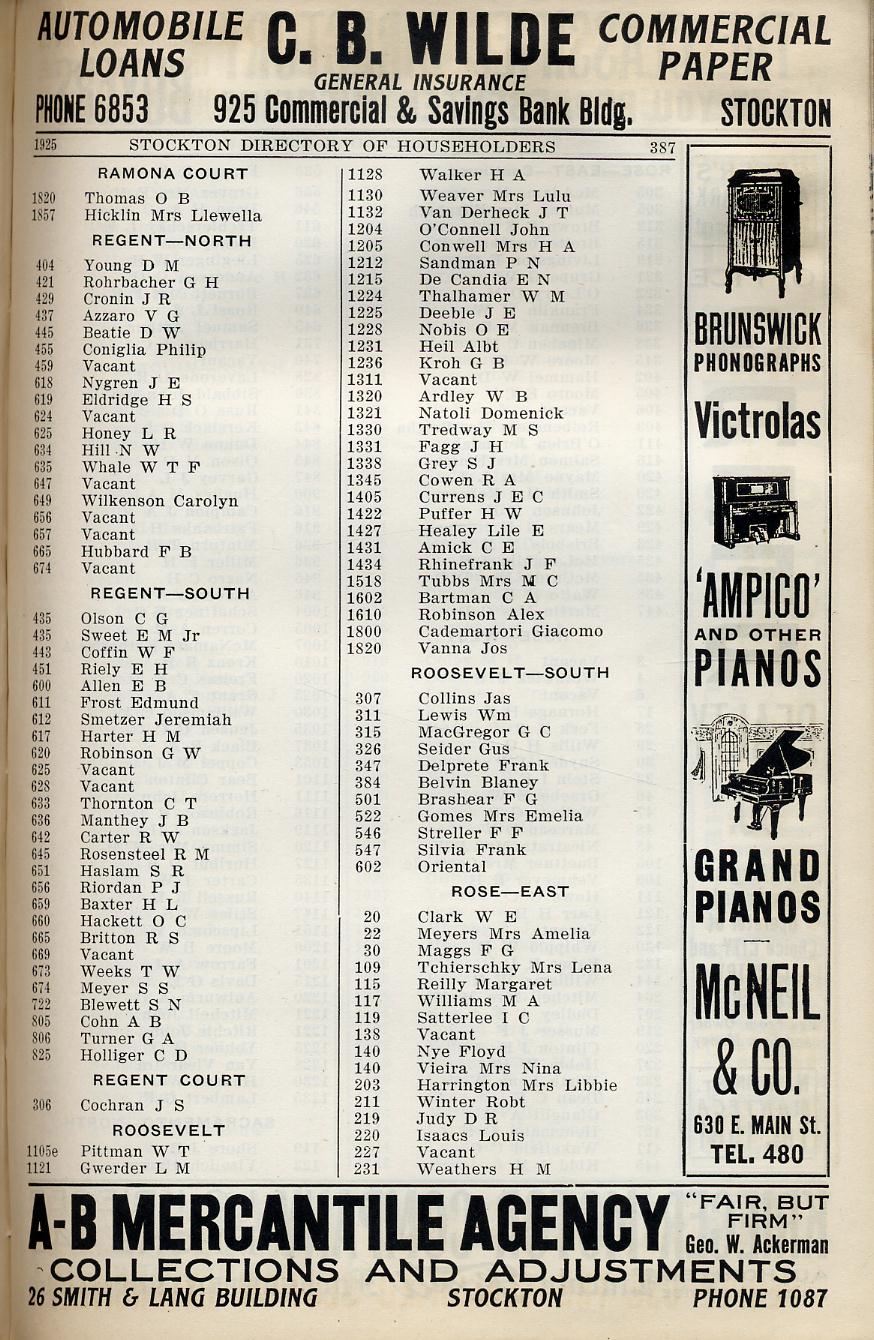 AUTOMOBILE LOANS
C. B. WILDE
COMMERCIAL PAPER
GENERAL INSURANCE
PHONE 6853 925 Commercial & Savings Bank Bldg. STOCKTON
1925 STOCKTON DIRECTORY OF HOUSEHOLDERS 387
RAMONA COURT
1820 Thomas O B
1857 Hicklin Mrs Llewella
REGENT—NORTH
404 Young D M
421 Rohrbacher G H
429 Cronin J R
437 Azzaro V G
445 Beatie D W
455 Coniglia Philip
459 Vacant
618 Nygren J E
619 Eldridge H S
624 Vacant
625 Honey L R
634 Hill N W
635 Whale W T F
647 Vacant
649 Wilkenson Carolyn
656 Vacant
657 Vacant
665 Hubbard F B
674 Vacant
REGENT—SOUTH
435 Olson C G
435 Sweet E M Jr
443 Coffin W F
451 Riely E H
600 Allen E B
611 Frost Edmund
612 Smetzer Jeremiah
617 Harter H M
620 Robinson G W
625 Vacant
628 Vacant
633 Thornton C T
636 Manthey J B
642 Carter R W
645 Rosensteel R M
651 Haslam S R
656 Riordan P J
659 Baxter H L
660 Hackett O C
665 Britton R S
669 Vacant
673 Weeks T W
674 Meyer S S
722 Blewett S N
805 Cohn A B
806 Turner G A
825 Holliger C D
REGENT COURT
306 Cochran J S
ROOSEVELT
1105e Pittman W T
1121 Gwerder L M
1128 Walker H A
1130 Weaver Mrs Lulu
1132 Van Derheck J T
1204 O'Connell John
1205 Conwell Mrs H A
1212 Sandman P N
1215 De Candia E N
1224 Thalhamer W M
1225 Deeble J E
1228 Nobis O E
1231 Heil Albt
1236 Kroh G B
1311 Vacant
1320 Ardley W B
1321 Natoli Domenick
1330 Tredway M S
1331 Fagg J H
1338 Grey S J
1345 Cowen R A
1405 Currens J E C
1422 Puffer H W
1427 Healey Lile E
1431 Amick C E
1434 Rhinefrank J F
1518 Tubbs Mrs M C
1602 Bartman C A
1610 Robinson Alex
1800 Cademartori Giacomo
1820 Vanna Jos
ROOSEVELT—SOUTH
307 Collins Jas
311 Lewis Wm
315 MacGregor G C
326 Seider Gus
347 Delprete Frank
384 Belvin Blaney
501 Brashear F G
522 Gomes Mrs Emelia
546 Streller F F
547 Silvia Frank
602 Oriental
ROSE—EAST
20 Clark W E
22 Meyers Mrs Amelia
30 Maggs F G
109 Tchierschky Mrs Lena
115 Reilly Margaret
117 Williams M A
119 Satterlee I C
138 Vacant
140 Nye Floyd
140 Vieira Mrs Nina
203 Harrington Mrs Libbie
211 Winter Robt
219 Judy D R
220 Isaacs Louis
227 Vacant
231 Weathers H M
BRUNSWICK
PHONOGRAPHS
Victrolas
'AMPICO'
AND OTHER
PIANOS
GRAND
PIANOS
McNEIL
& CO.
630 E. MAIN St.
TEL. 480
A-B MERCANTILE AGENCY
"FAIR, BUT
FIRM"
Geo. W. Ackerman
COLLECTIONS AND ADJUSTMENTS
26 SMITH & LANG BUILDING STOCKTON PHONE 1087